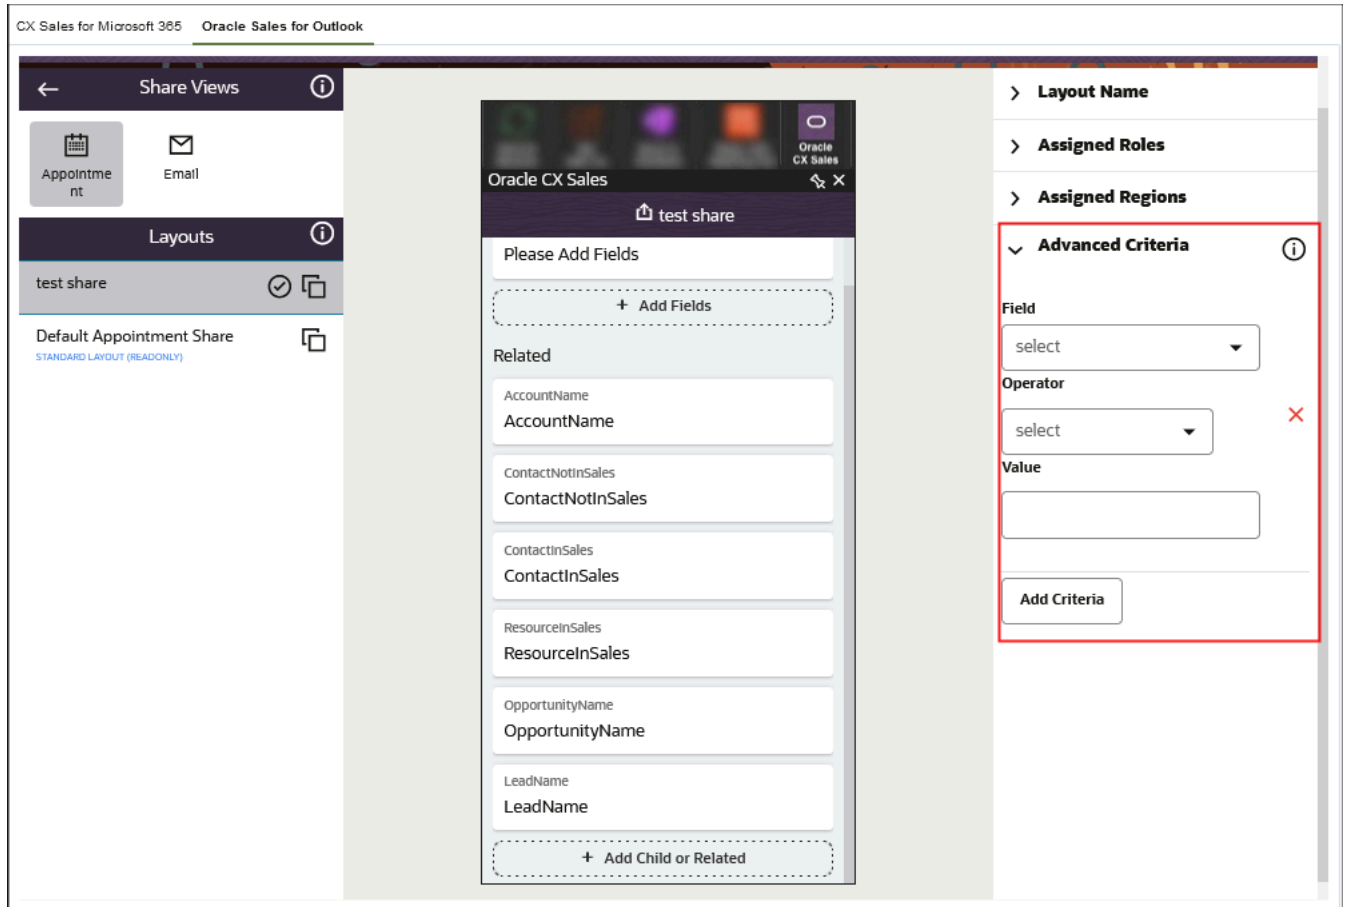 CX Sales for Microsoft 365 Oracle Sales for Outlook
Share Views
Appointme
nt
Email
Layouts
test share
Default Appointment Share
STANDARD LAYOUT (READONLY)
Oracle
CX Sales
Oracle CX Sales
test share
Please Add Fields
+ Add Fields
Related
AccountName
AccountName
ContactNotInSales
ContactNotInSales
ContactInSales
ContactInSales
ResourceInSales
ResourceInSales
OpportunityName
OpportunityName
LeadName
LeadName
+ Add Child or Related
Layout Name
Assigned Roles
Assigned Regions
Advanced Criteria
Field
select
Operator
select
Value
Add Criteria